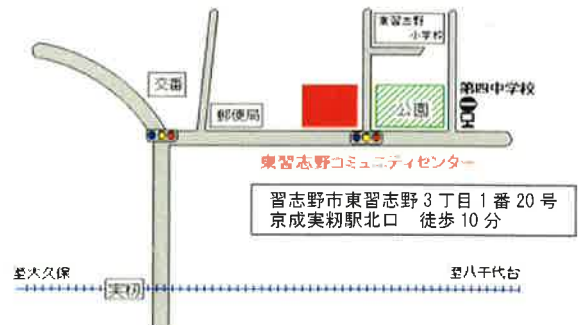 東習志野
小学校
交番
郵便局
公園
第四中学校
東習志野コミュニティセンター
習志野市東習志野3丁目1番20号
京成実籾駅北口　徒歩10分
至大久保
至八千代台
実籾